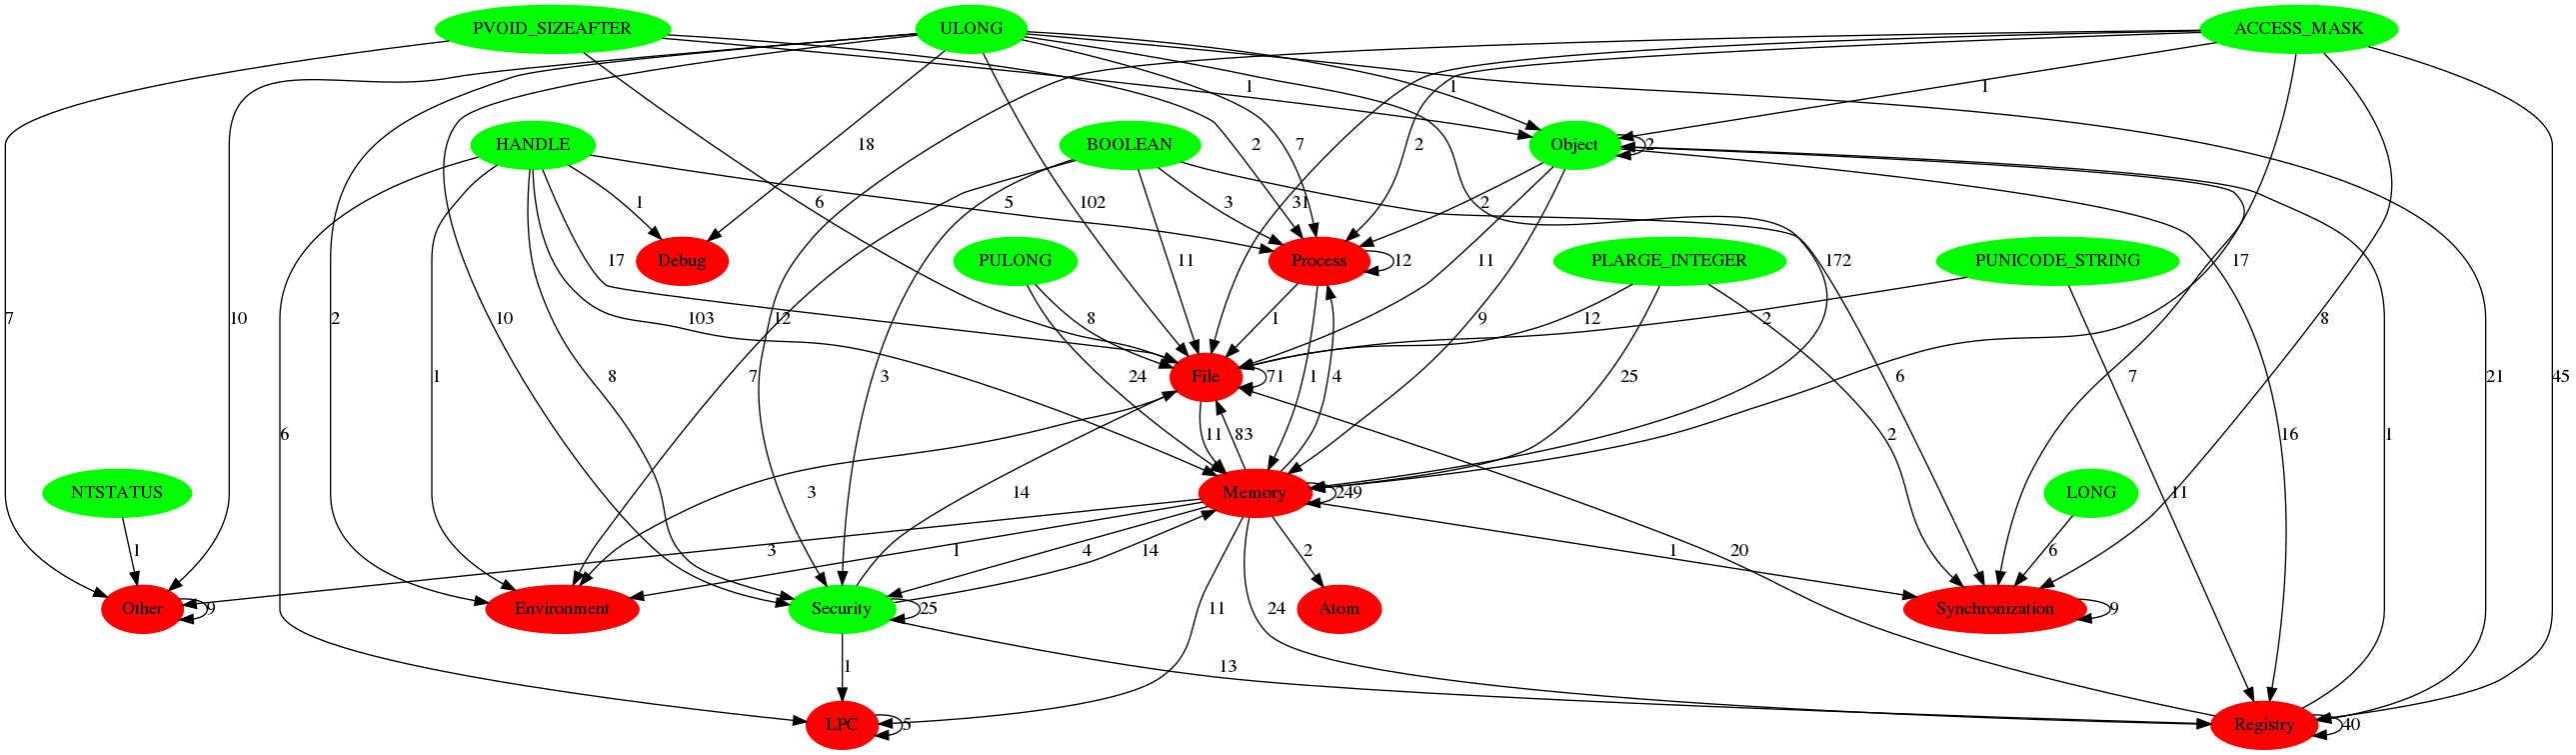 PVOID_SIZEAFTER ULONG ACCESS_MASK
1 1 1
HANDLE 18 2 7 2 BOOLEAN Object 2
1 5 6 102 3 31 2
Debug PULONG Process 12 PLARGE_INTEGER PUNICODE_STRING
17 11 11 172 17
7 10 2 103 12 8 1 9 12 2 8
1 8 7 3 24 File 71 1 4 25 6 7 21 45
6 11 83 2 16 1
NTSTATUS 3 14 Memory 249 LONG 11
1 3 1 4 14 2 1 20 6
Other 9 Environment Security 25 11 24 Atom Synchronization 9
1 13
LPC 5 Registry 40